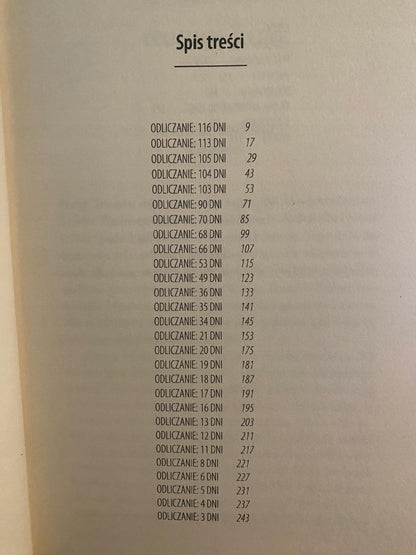 Spis treści
ODLICZANIE: 116 DNI 9
ODLICZANIE: 113 DNI 17
ODLICZANIE: 105 DNI 29
ODLICZANIE: 104 DNI 43
ODLICZANIE: 103 DNI 53
ODLICZANIE: 90 DNI 71
ODLICZANIE: 70 DNI 85
ODLICZANIE: 68 DNI 99
ODLICZANIE: 66 DNI 107
ODLICZANIE: 53 DNI 115
ODLICZANIE: 49 DNI 123
ODLICZANIE: 36 DNI 133
ODLICZANIE: 35 DNI 141
ODLICZANIE: 34 DNI 145
ODLICZANIE: 21 DNI 153
ODLICZANIE: 20 DNI 175
ODLICZANIE: 19 DNI 181
ODLICZANIE: 18 DNI 187
ODLICZANIE: 17 DNI 191
ODLICZANIE: 16 DNI 195
ODLICZANIE: 13 DNI 203
ODLICZANIE: 12 DNI 211
ODLICZANIE: 11 DNI 217
ODLICZANIE: 8 DNI 221
ODLICZANIE: 6 DNI 227
ODLICZANIE: 5 DNI 231
ODLICZANIE: 4 DNI 237
ODLICZANIE: 3 DNI 243